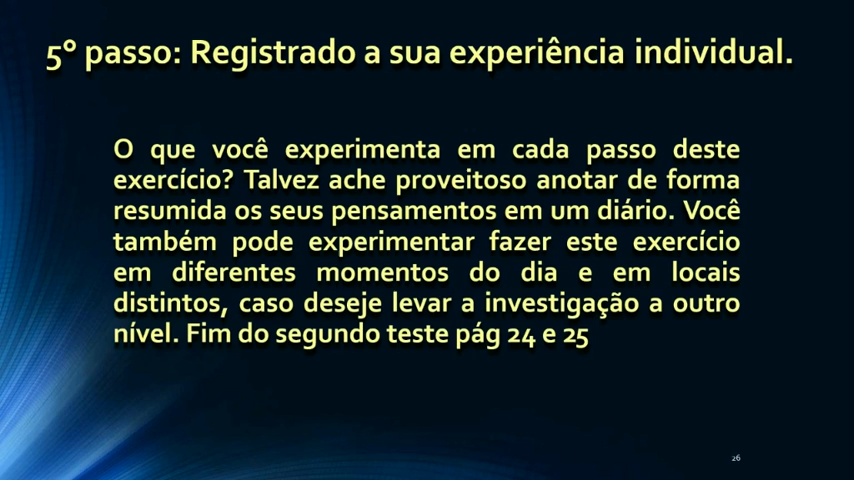 5° passo: Registrado a sua experiência individual.
O que você experimenta em cada passo deste
exercício? Talvez ache proveitoso anotar de forma
resumida os seus pensamentos em um diário. Você
também pode experimentar fazer este exercício
em diferentes momentos do dia e em locais
distintos, caso deseje levar a investigação a outro
nível. Fim do segundo teste pág 24 e 25
26